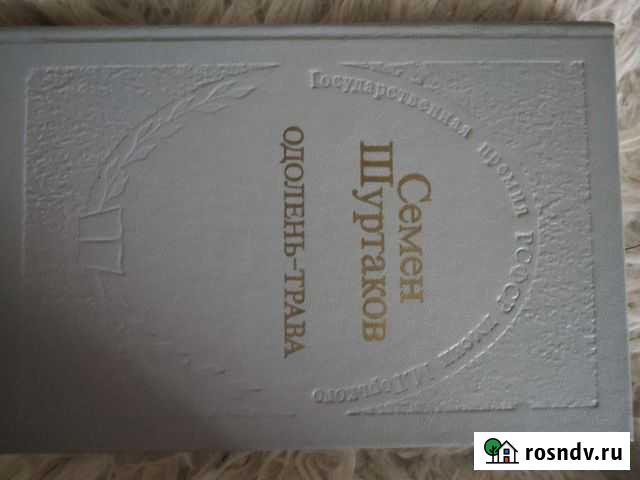 Государственная премия РСФСР имени М.Горького
Семен
Шуртаков
ОДОЛЕНЬ-ТРАВА
rosndv.ru